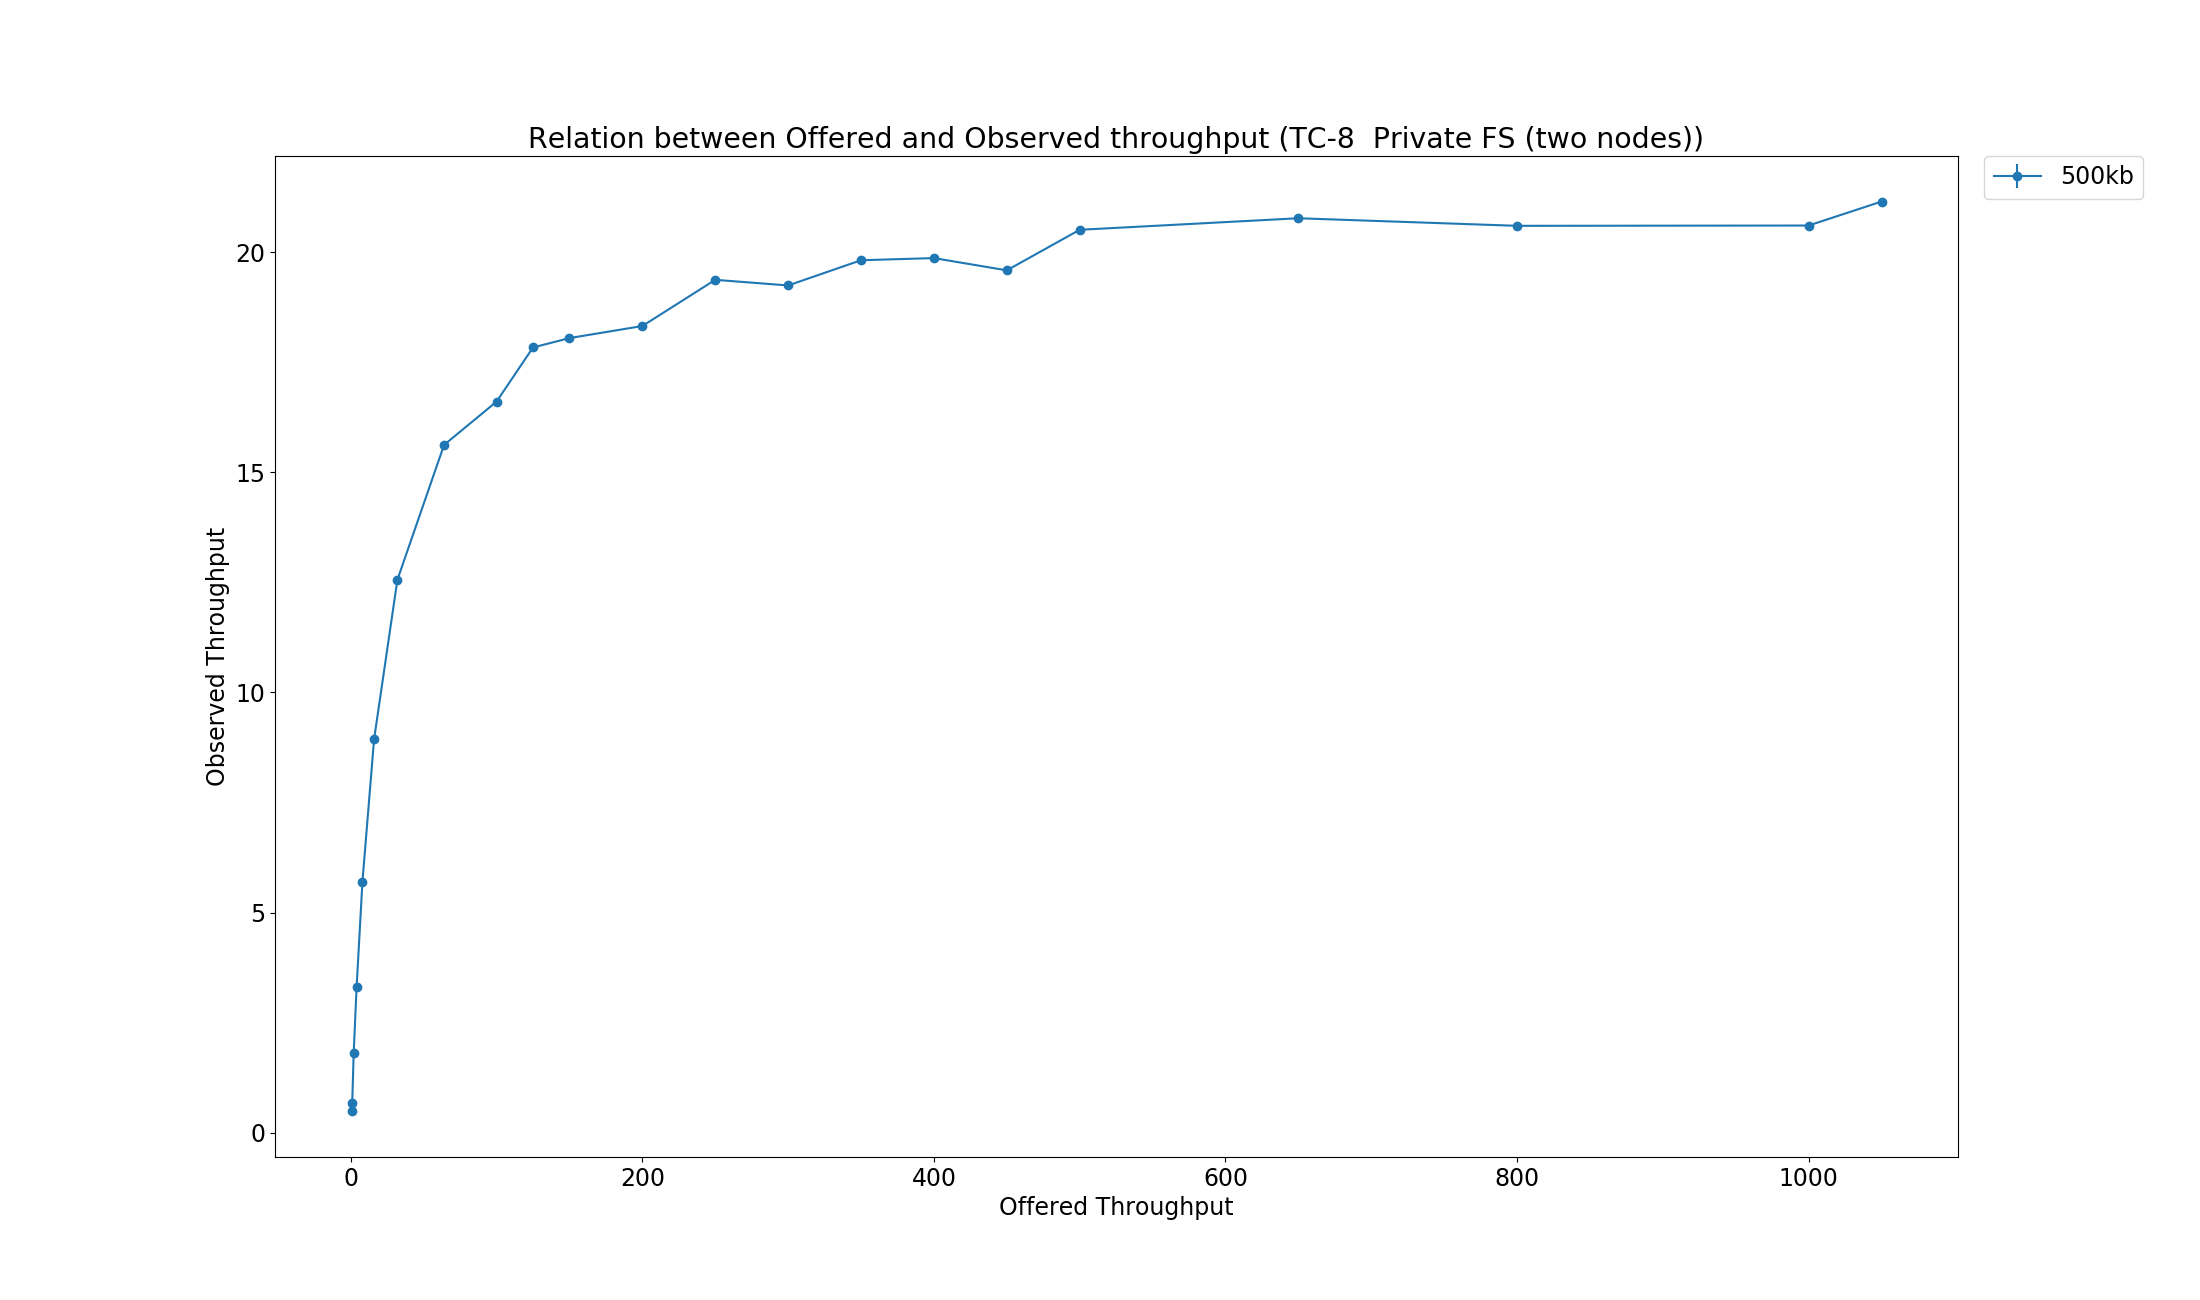 Relation between Offered and Observed throughput (TC-8  Private FS (two nodes))
500kb
20
15
10
5
0
Observed Throughput
0 200 400 600 800 1000
Offered Throughput